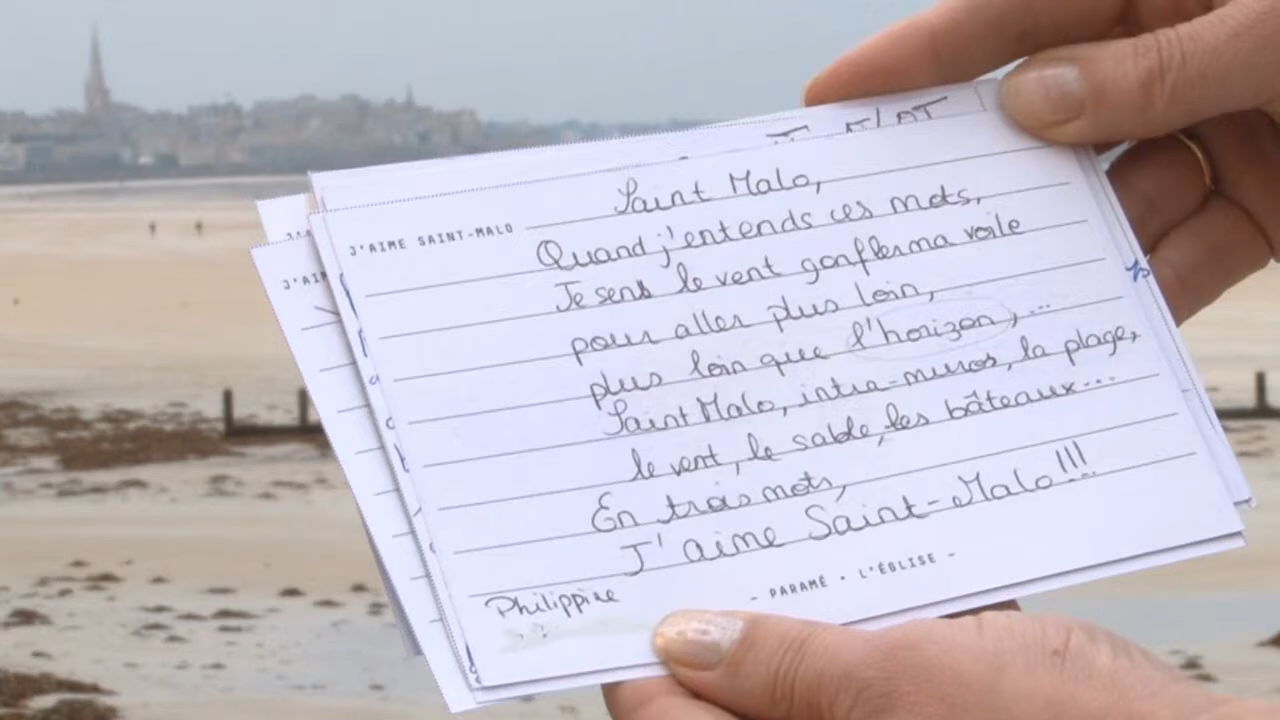 J'AIME SAINT-MALO
Saint Malo,
Quand j'entends ces mots,
Je sens le vent gonfler ma voile
pour aller plus loin,
plus loin que l'horizon,...
Saint Malo, intra-muros, la plage,
le vent, le sable, les bâteaux...
En trois mots,
J'aime Saint-Malo!!!
Philippine
- PARAMÉ · L'ÉGLISE -
J'AIM